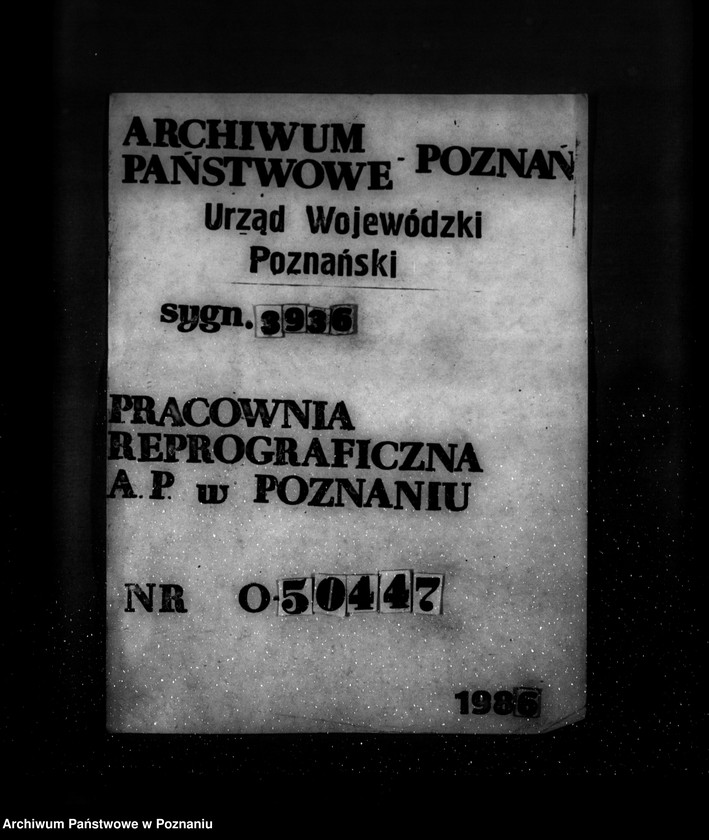 ARCHIWUM
PAŃSTWOWE - POZNAŃ
Urząd Wojewódzki
Poznański
sygn. 3936
PRACOWNIA
REPROGRAFICZNA
A.P. w POZNANIU
NR O-50447
1986
Archiwum Państwowe w Poznaniu